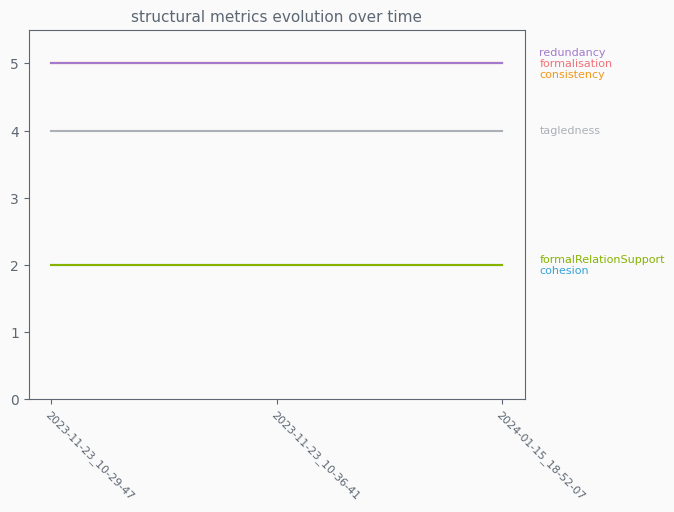 structural metrics evolution over time
5
4
3
2
1
0
redundancy
formalisation
consistency
tagledness
formalRelationSupport
cohesion
2023-11-23_10-29-47
2023-11-23_10-36-41
2024-01-15_18-52-07